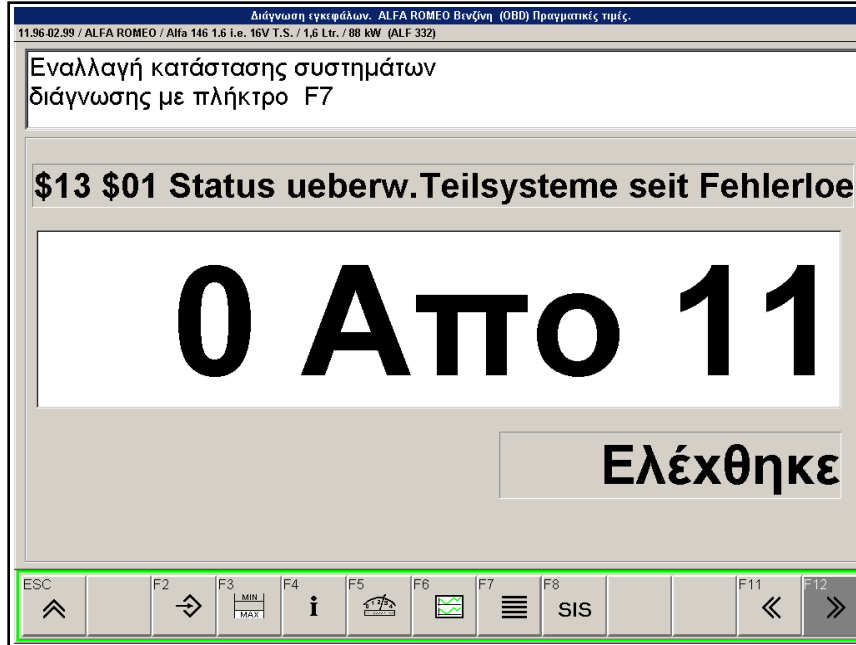 Διάγνωση εγκεφάλων. ALFA ROMEO Βενζίνη (OBD) Πραγματικές τιμές.
11.96-02.99 / ALFA ROMEO / Alfa 146 1.6 i.e. 16V T.S. / 1,6 Ltr. / 88 kW (ALF 332)
Εναλλαγή κατάστασης συστημάτων
διάγνωσης με πλήκτρο F7
$13 $01 Status ueberw.Teilsysteme seit Fehlerloe
0 Απο 11
Ελέχθηκε
ESC F2 F3 F4 F5 F6 F7 F8 F11 F12
MIN
MAX
i
SIS